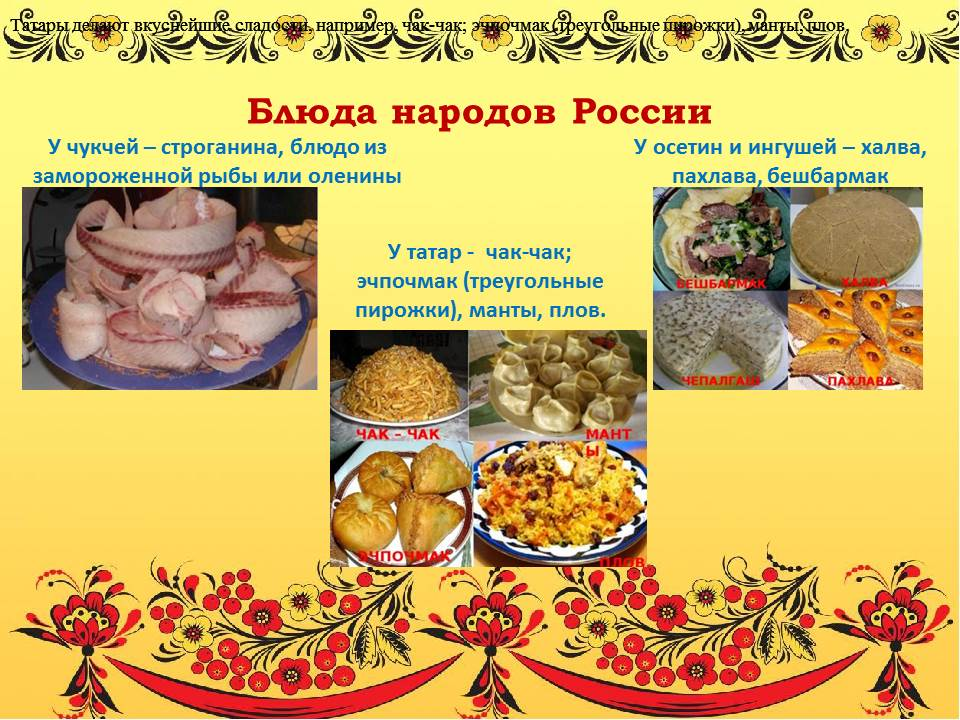 Татары делают вкуснейшие сладости, например, чак-чак; эчпочмак (треугольные пирожки), манты, плов.
Блюда народов России
У чукчей – строганина, блюдо из
замороженной рыбы или оленины
У осетин и ингушей – халва,
пахлава, бешбармак
БЕШБАРМАК
ХАЛВА
ЧЕПАЛГАШ
ПАХЛАВА
У татар - чак-чак;
эчпочмак (треугольные
пирожки), манты, плов.
ЧАК – ЧАК
МАНТ
Ы
ЭЧПОЧМАК
ПЛОВ